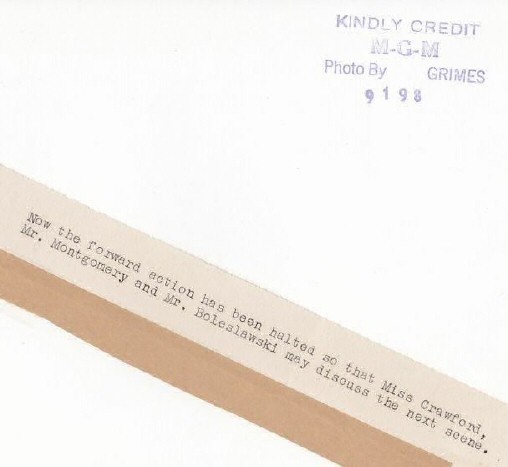 KINDLY CREDIT
M-G-M
Photo By GRIMES
9198
Now the forward action has been halted so that Miss Crawford,
Mr. Montgomery and Mr. Boleslawski may discuss the next scene.